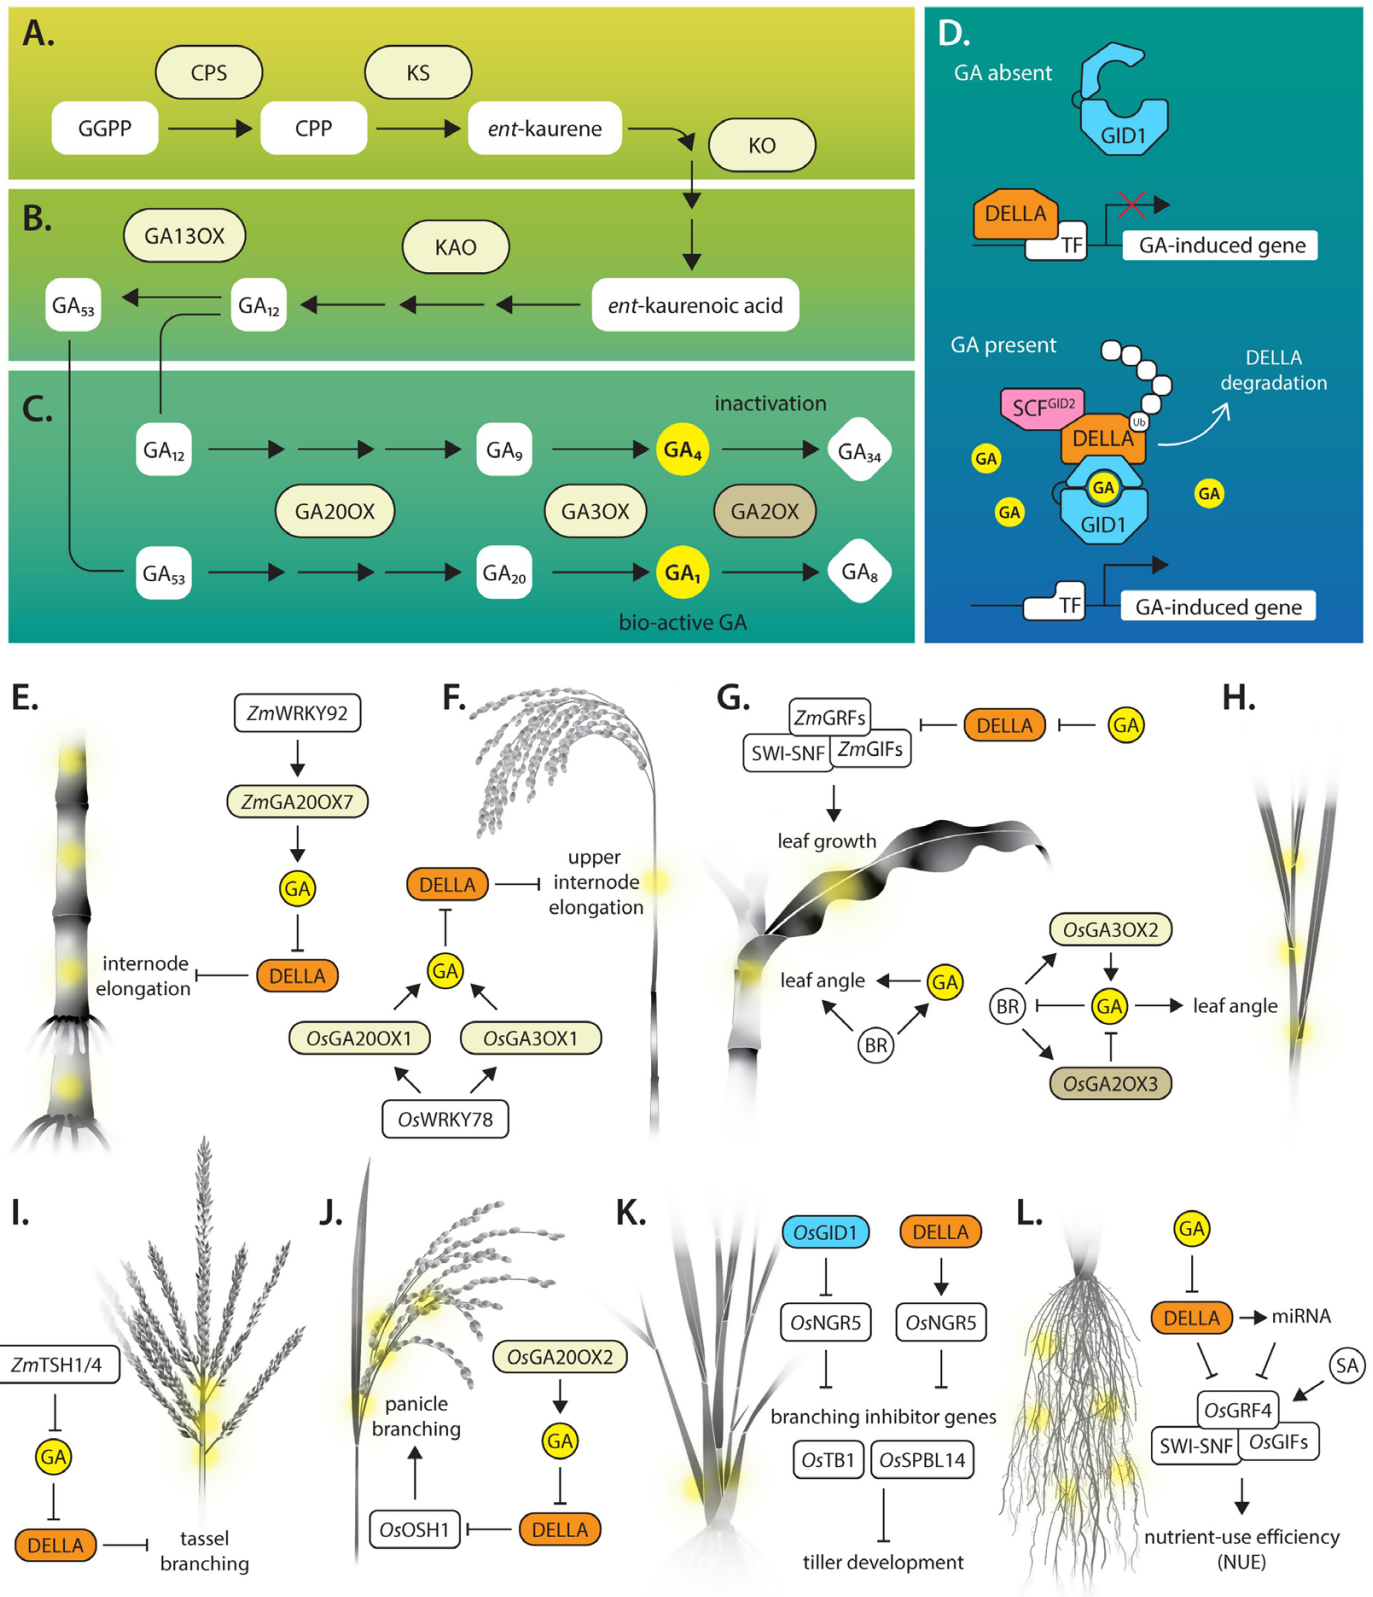 A.
CPS
KS
GGPP
CPP
ent-kaurene
KO
B.
GA13OX
KAO
GA₅₃
GA₁₂
ent-kaurenoic acid
C.
inactivation
GA₁₂
GA₉
GA₄
GA₃₄
GA20OX
GA3OX
GA2OX
GA₅₃
GA₂₀
GA₁
GA₈
bio-active GA
D.
GA absent
GID1
DELLA
TF
GA-induced gene
GA present
DELLA
degradation
SCFᴳᴵᴰ²
Ub
DELLA
GA
GA
GA
GA
GID1
TF
GA-induced gene
E.
ZmWRKY92
ZmGA20OX7
GA
internode
elongation
DELLA
F.
upper
internode
elongation
DELLA
GA
OsGA20OX1
OsGA3OX1
OsWRKY78
G.
ZmGRFs
SWI-SNF
ZmGIFs
DELLA
GA
leaf growth
leaf angle
GA
BR
H.
OsGA3OX2
BR
GA
leaf angle
OsGA2OX3
I.
ZmTSH1/4
GA
DELLA
tassel
branching
J.
OsGA20OX2
panicle
branching
GA
OsOSH1
DELLA
K.
OsGID1
DELLA
OsNGR5
OsNGR5
branching inhibitor genes
OsTB1
OsSPBL14
tiller development
L.
GA
DELLA
miRNA
SA
OsGRF4
SWI-SNF
OsGIFs
nutrient-use efficiency
(NUE)